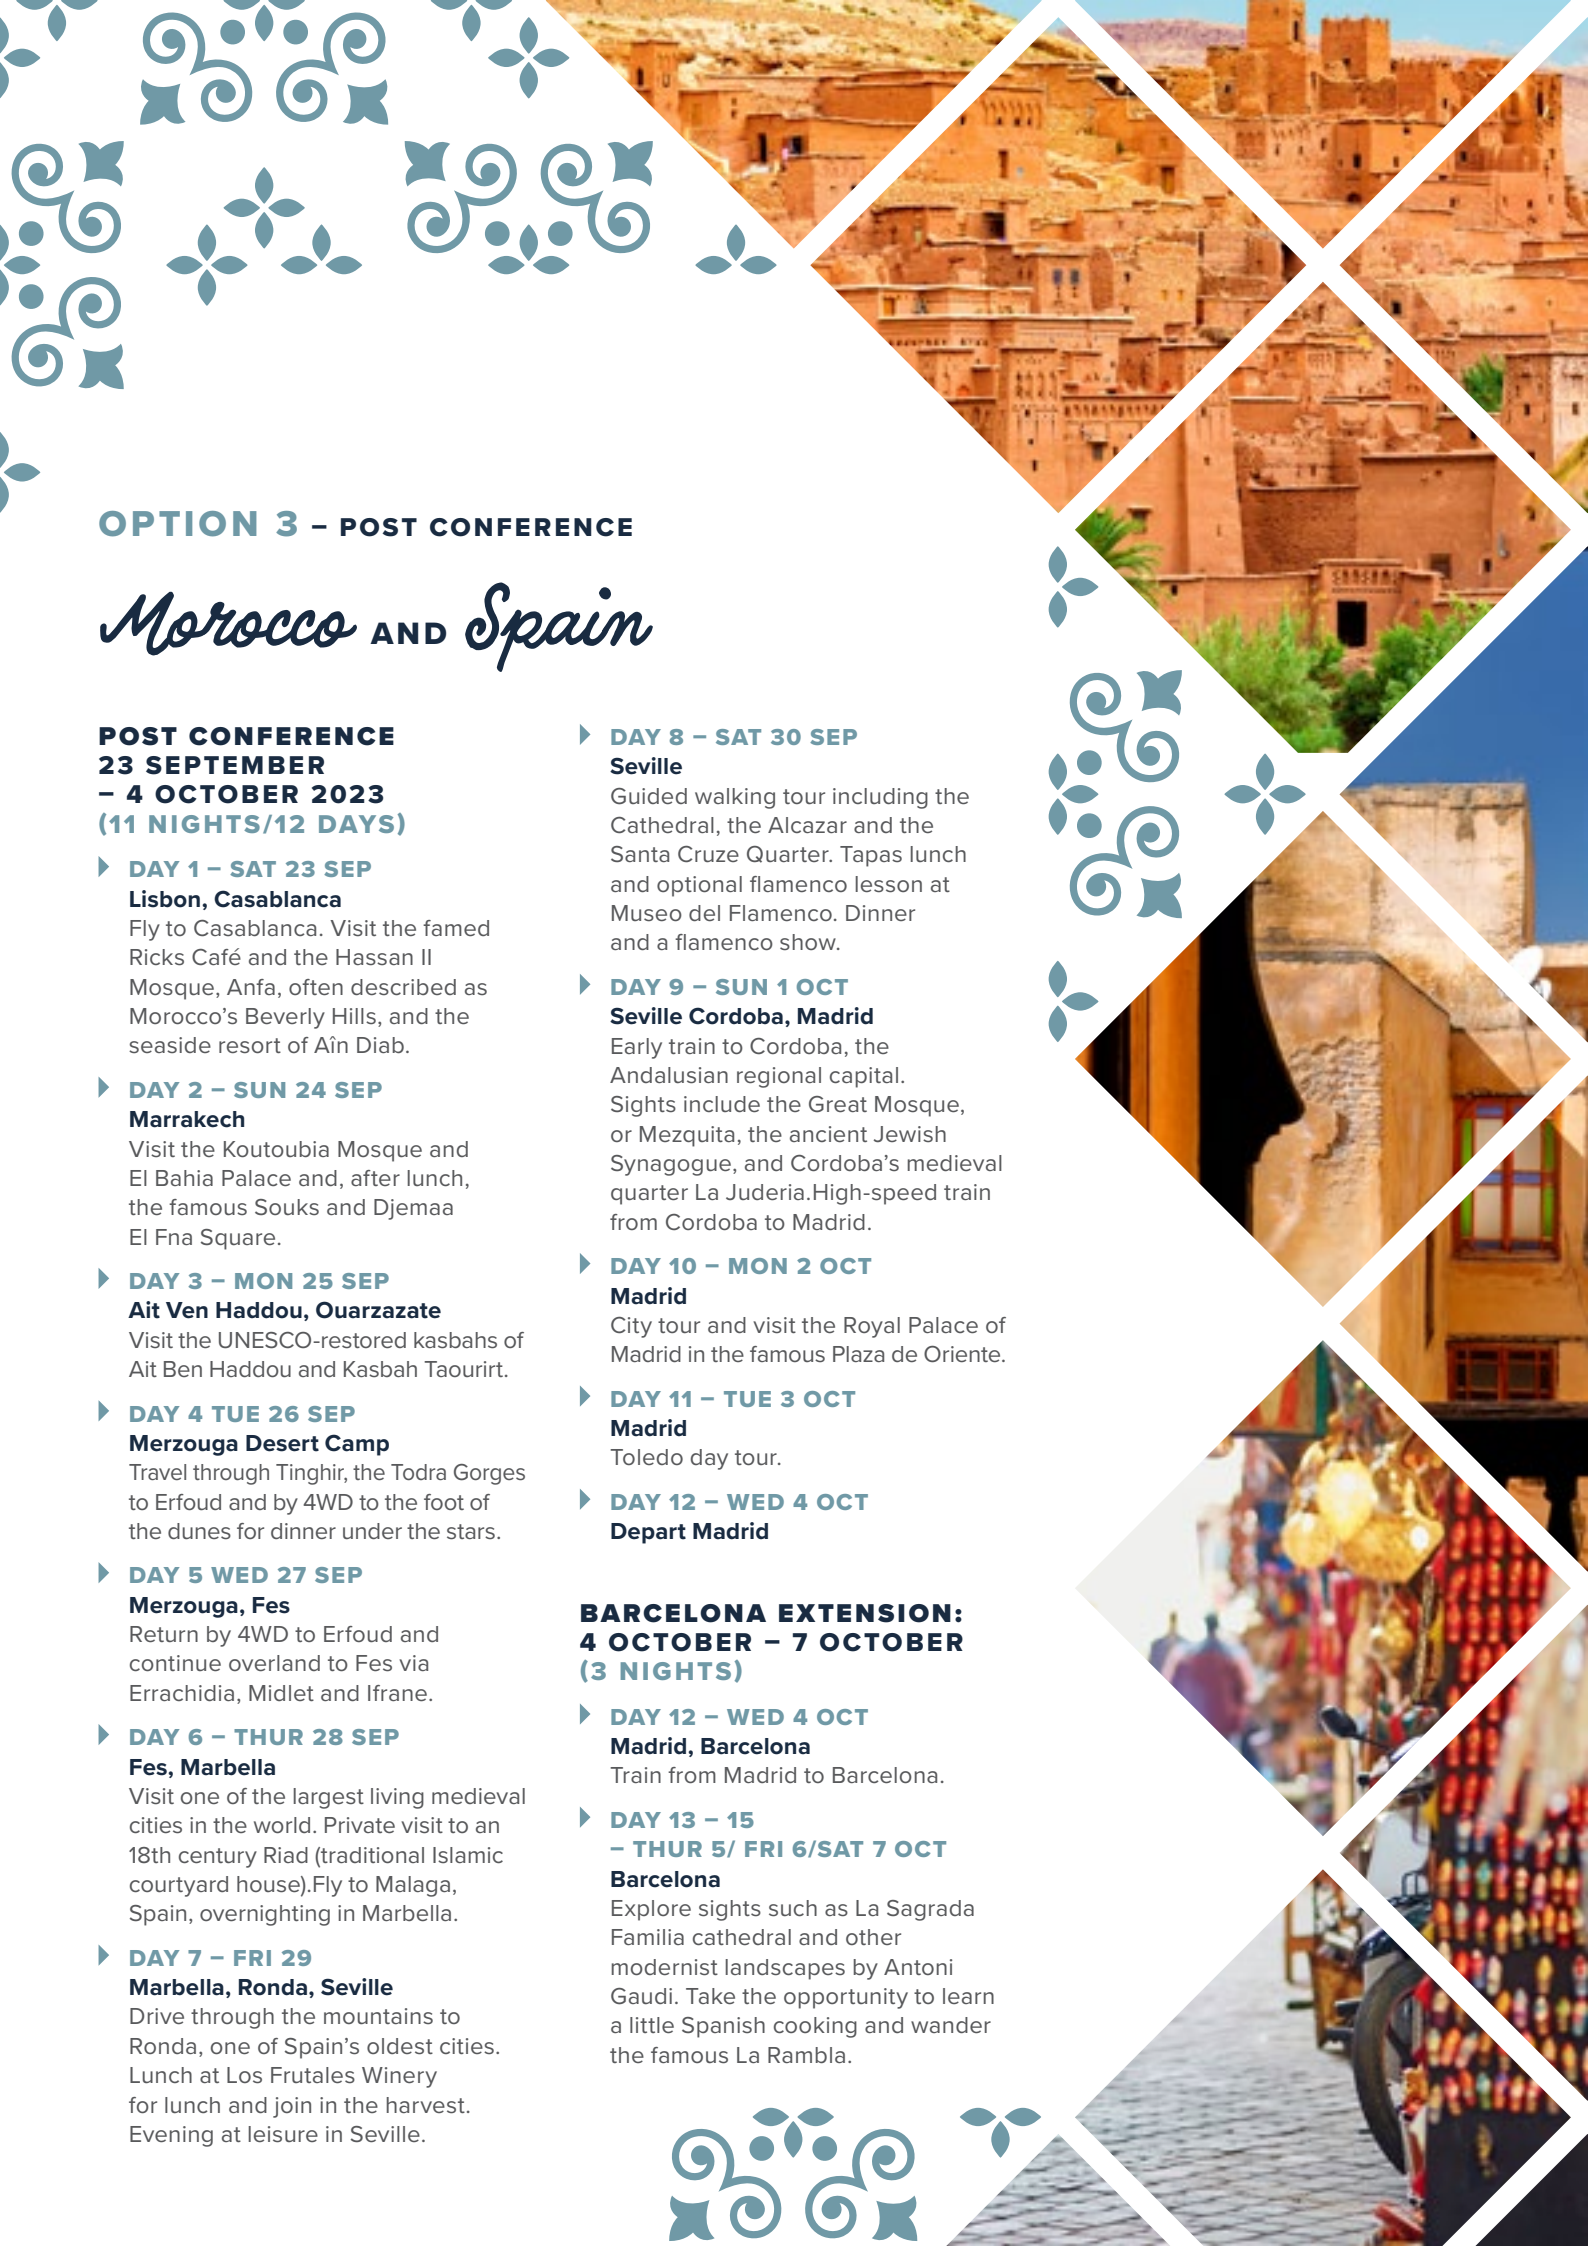 OPTION 3 – POST CONFERENCE
Morocco AND Spain
POST CONFERENCE
23 SEPTEMBER
– 4 OCTOBER 2023
(11 NIGHTS/12 DAYS)
DAY 1 – SAT 23 SEP
Lisbon, Casablanca
Fly to Casablanca. Visit the famed
Ricks Café and the Hassan II
Mosque, Anfa, often described as
Morocco’s Beverly Hills, and the
seaside resort of Aîn Diab.
DAY 2 – SUN 24 SEP
Marrakech
Visit the Koutoubia Mosque and
El Bahia Palace and, after lunch,
the famous Souks and Djemaa
El Fna Square.
DAY 3 – MON 25 SEP
Ait Ven Haddou, Ouarzazate
Visit the UNESCO-restored kasbahs of
Ait Ben Haddou and Kasbah Taourirt.
DAY 4 TUE 26 SEP
Merzouga Desert Camp
Travel through Tinghir, the Todra Gorges
to Erfoud and by 4WD to the foot of
the dunes for dinner under the stars.
DAY 5 WED 27 SEP
Merzouga, Fes
Return by 4WD to Erfoud and
continue overland to Fes via
Errachidia, Midlet and Ifrane.
DAY 6 – THUR 28 SEP
Fes, Marbella
Visit one of the largest living medieval
cities in the world. Private visit to an
18th century Riad (traditional Islamic
courtyard house).Fly to Malaga,
Spain, overnighting in Marbella.
DAY 7 – FRI 29
Marbella, Ronda, Seville
Drive through the mountains to
Ronda, one of Spain’s oldest cities.
Lunch at Los Frutales Winery
for lunch and join in the harvest.
Evening at leisure in Seville.
DAY 8 – SAT 30 SEP
Seville
Guided walking tour including the
Cathedral, the Alcazar and the
Santa Cruze Quarter. Tapas lunch
and optional flamenco lesson at
Museo del Flamenco. Dinner
and a flamenco show.
DAY 9 – SUN 1 OCT
Seville Cordoba, Madrid
Early train to Cordoba, the
Andalusian regional capital.
Sights include the Great Mosque,
or Mezquita, the ancient Jewish
Synagogue, and Cordoba’s medieval
quarter La Juderia.High-speed train
from Cordoba to Madrid.
DAY 10 – MON 2 OCT
Madrid
City tour and visit the Royal Palace of
Madrid in the famous Plaza de Oriente.
DAY 11 – TUE 3 OCT
Madrid
Toledo day tour.
DAY 12 – WED 4 OCT
Depart Madrid
BARCELONA EXTENSION:
4 OCTOBER – 7 OCTOBER
(3 NIGHTS)
DAY 12 – WED 4 OCT
Madrid, Barcelona
Train from Madrid to Barcelona.
DAY 13 – 15
– THUR 5/ FRI 6/SAT 7 OCT
Barcelona
Explore sights such as La Sagrada
Familia cathedral and other
modernist landscapes by Antoni
Gaudi. Take the opportunity to learn
a little Spanish cooking and wander
the famous La Rambla.